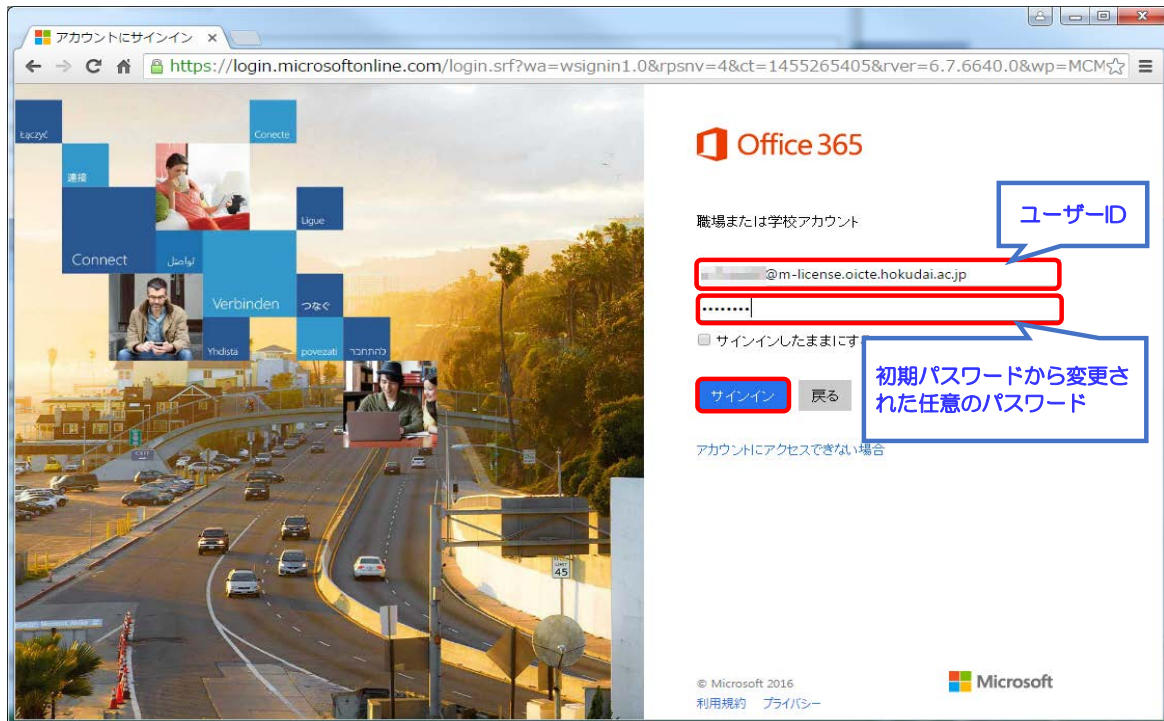 アカウントにサインイン
https://login.microsoftonline.com/login.srf?wa=wsignin1.0&rpsnv=4&ct=1455265405&rver=6.7.6640.0&wp=MCM
Łączyć
Conecte
連接
Ligue
Connect
تواصل
Verbinden
つなぐ
Yhdistä
povezati
להתחבר
EXIT
LIMIT
45
Office 365
職場または学校アカウント
ユーザーID
@m-license.oicte.hokudai.ac.jp
••••••••
サインインしたままにす
初期パスワードから変更さ
れた任意のパスワード
サインイン 戻る
アカウントにアクセスできない場合
© Microsoft 2016
Microsoft
利用規約 プライバシー